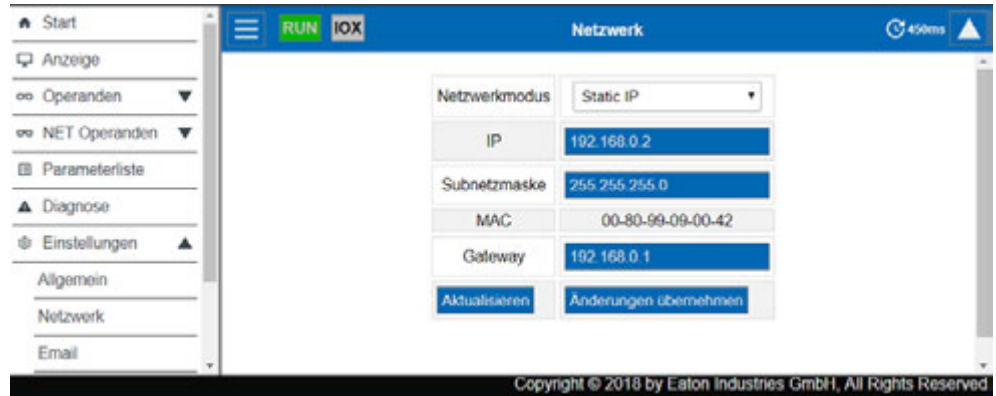 Start
Anzeige
Operanden
NET Operanden
Parameterliste
Diagnose
Einstellungen
Allgemein
Netzwerk
Email
RUN IOX Netzwerk 450ms
Netzwerkmodus Static IP
IP 192.168.0.2
Subnetzmaske 255.255.255.0
MAC 00-80-99-09-00-42
Gateway 192.168.0.1
Aktualisieren Änderungen übernehmen
Copyright © 2018 by Eaton Industries GmbH, All Rights Reserved